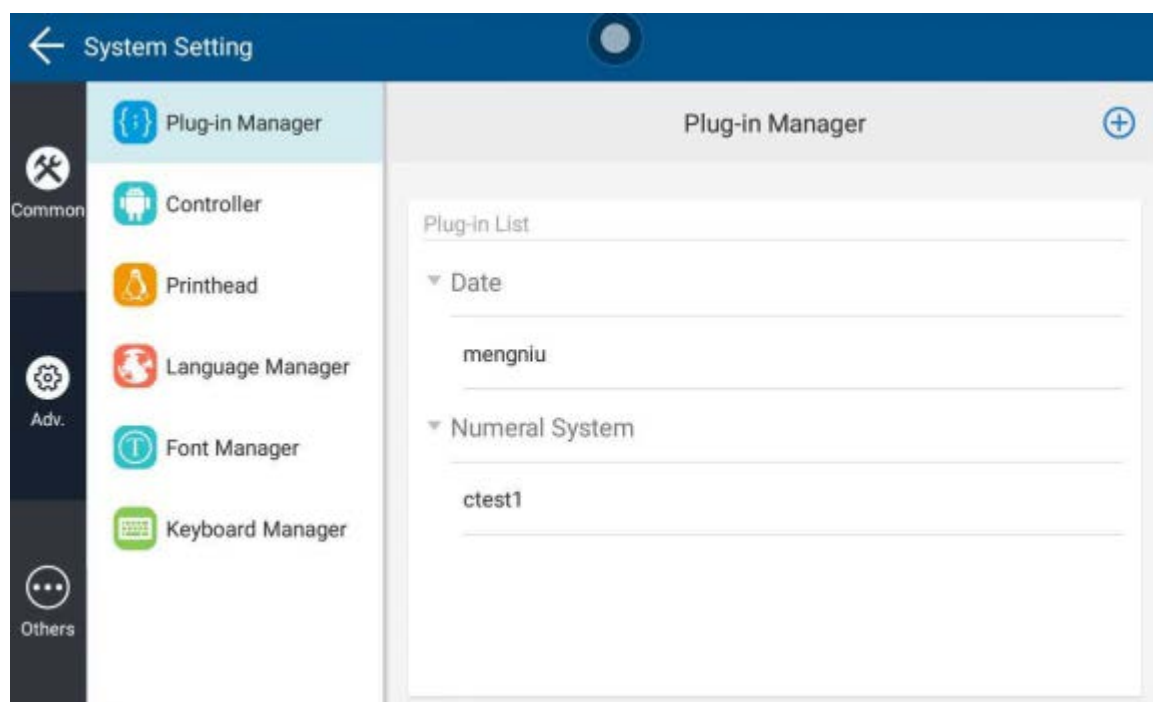 System Setting
Common
Adv.
Others
Plug-in Manager
Controller
Printhead
Language Manager
Font Manager
Keyboard Manager
Plug-in Manager
Plug-in List
Date
mengniu
Numeral System
ctest1